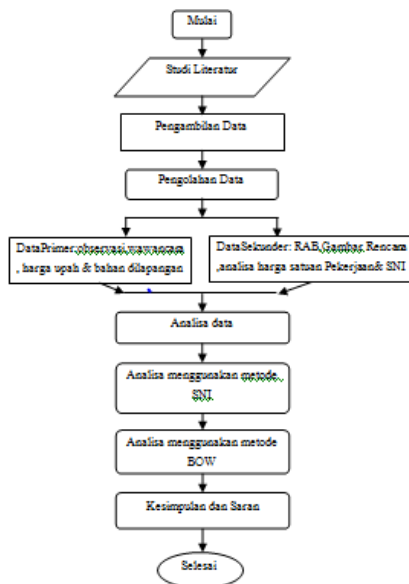 Mulai
Studi Literatur
Pengambilan Data
Pengolahan Data
DataPrimer:observasi,wawancara
, harga upah & bahan dilapangan
DataSekunder: RAB,Gambar Rencana
,analisa harga satuan Pekerjaan& SNI
Analisa data
Analisa menggunakan metode
SNI.
Analisa menggunakan metode
BOW
Kesimpulan dan Saran
Selesai